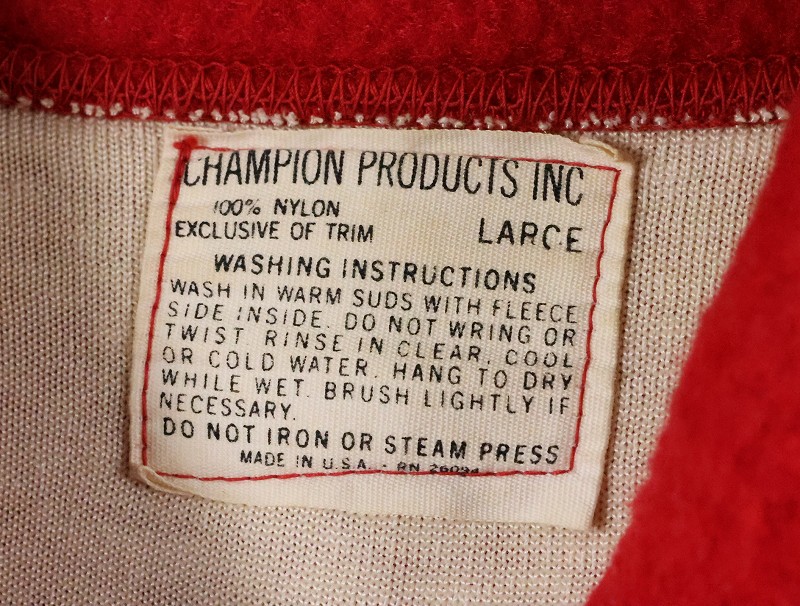 CHAMPION PRODUCTS INC
100% NYLON
EXCLUSIVE OF TRIM LARGE
WASHING INSTRUCTIONS
WASH IN WARM SUDS WITH FLEECE
SIDE INSIDE. DO NOT WRING OR
TWIST. RINSE IN CLEAR, COOL
OR COLD WATER. HANG TO DRY
WHILE WET. BRUSH LIGHTLY IF
NECESSARY.
DO NOT IRON OR STEAM PRESS
MADE IN U.S.A. - RN 26094